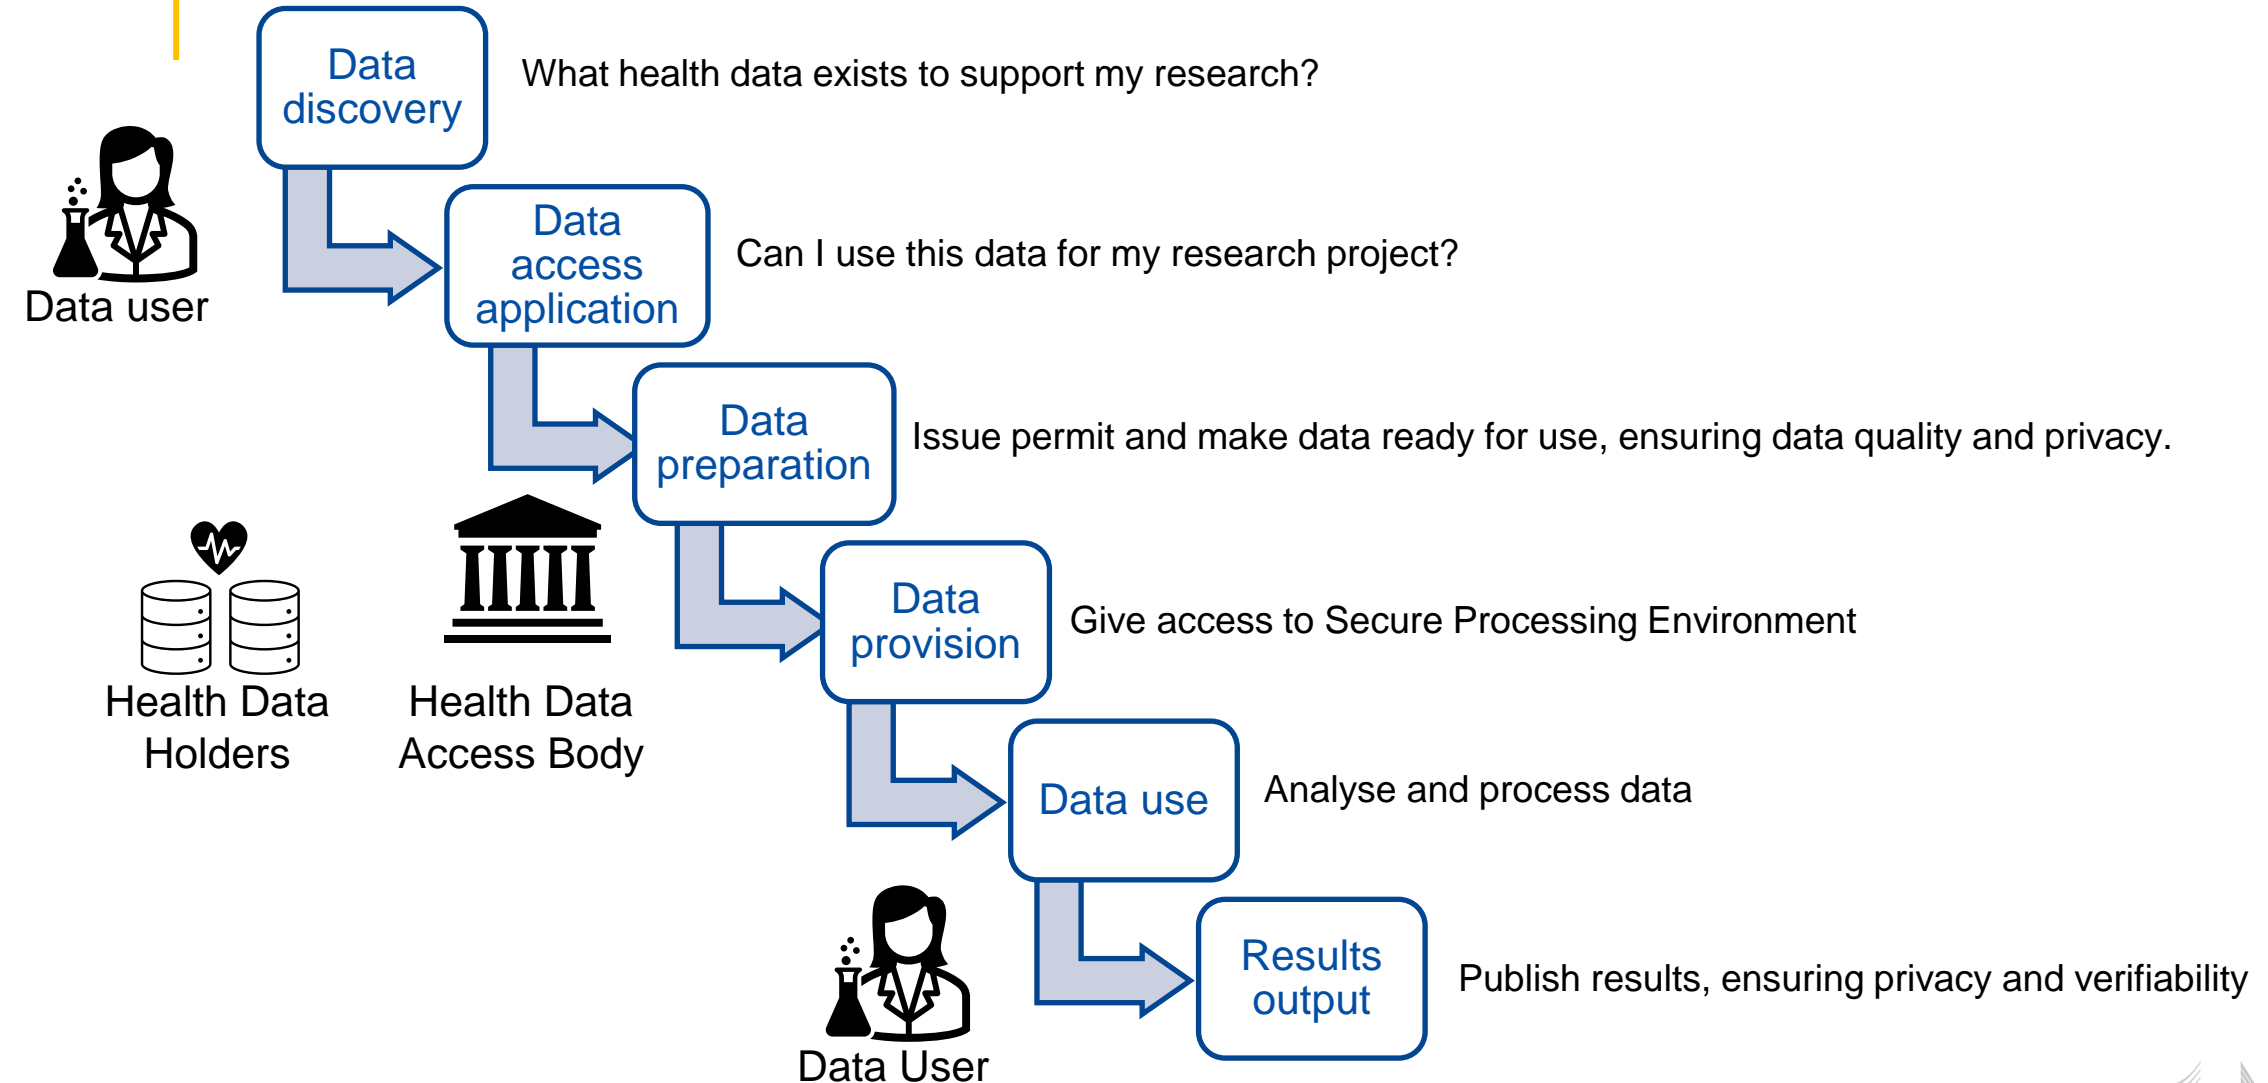 Data
discovery
What health data exists to support my research?
Data user
Data
access
application
Can I use this data for my research project?
Data
preparation
Issue permit and make data ready for use, ensuring data quality and privacy.
Health Data
Holders
Health Data
Access Body
Data
provision
Give access to Secure Processing Environment
Data use
Analyse and process data
Data User
Results
output
Publish results, ensuring privacy and verifiability